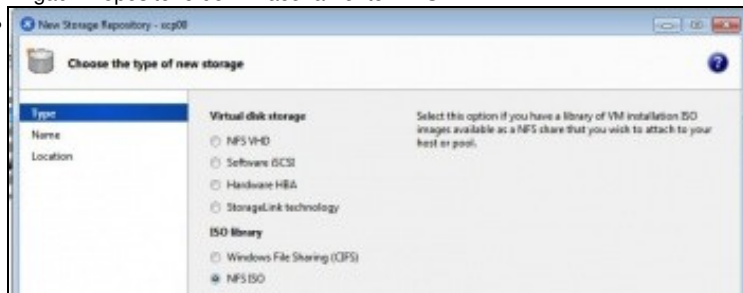 New Storage Repository - xcp08
Choose the type of new storage
Type
Name
Location
Virtual disk storage
NFS VHD
Software iSCSI
Hardware HBA
StorageLink technology
ISO library
Windows File Sharing (CIFS)
NFS ISO
Select this option if you have a library of VM installation ISO
images available as a NFS share that you wish to attach to your
host or pool.